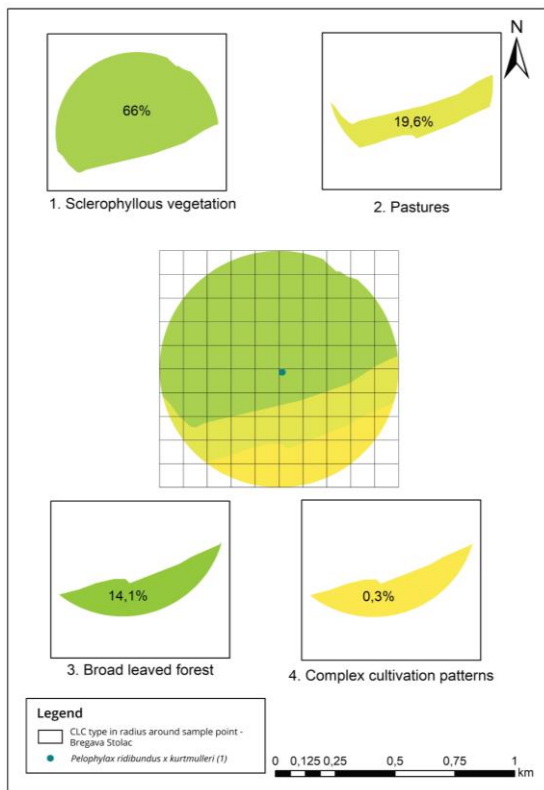 N
66%
19,6%
1. Sclerophyllous vegetation
2. Pastures
14,1%
0,3%
3. Broad leaved forest
4. Complex cultivation patterns
Legend
CLC type in radius around sample point -
Bregava Stolac
Pelophylax ridibundus x kurtmulleri (1)
0 0,125 0,25 0,5 0,75 1
km